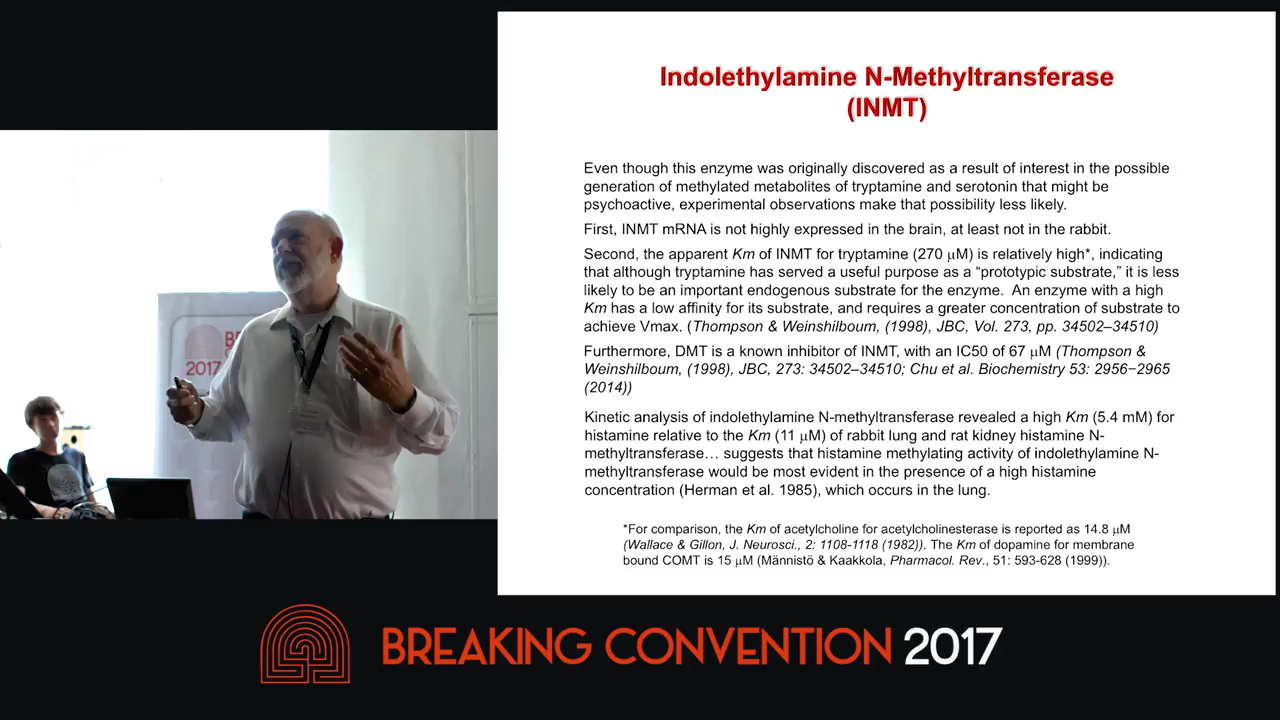 Indolethylamine N-Methyltransferase
(INMT)
Even though this enzyme was originally discovered as a result of interest in the possible
generation of methylated metabolites of tryptamine and serotonin that might be
psychoactive, experimental observations make that possibility less likely.
First, INMT mRNA is not highly expressed in the brain, at least not in the rabbit.
Second, the apparent Km of INMT for tryptamine (270 μM) is relatively high*, indicating
that although tryptamine has served a useful purpose as a “prototypic substrate,” it is less
likely to be an important endogenous substrate for the enzyme. An enzyme with a high
Km has a low affinity for its substrate, and requires a greater concentration of substrate to
achieve Vmax. (Thompson & Weinshilboum, (1998), JBC, Vol. 273, pp. 34502–34510)
Furthermore, DMT is a known inhibitor of INMT, with an IC50 of 67 μM (Thompson &
Weinshilboum, (1998), JBC, 273: 34502–34510; Chu et al. Biochemistry 53: 2956−2965
(2014))
Kinetic analysis of indolethylamine N-methyltransferase revealed a high Km (5.4 mM) for
histamine relative to the Km (11 μM) of rabbit lung and rat kidney histamine N-
methyltransferase… suggests that histamine methylating activity of indolethylamine N-
methyltransferase would be most evident in the presence of a high histamine
concentration (Herman et al. 1985), which occurs in the lung.
*For comparison, the Km of acetylcholine for acetylcholinesterase is reported as 14.8 μM
(Wallace & Gillon, J. Neurosci., 2: 1108-1118 (1982)). The Km of dopamine for membrane
bound COMT is 15 μM (Männistö & Kaakkola, Pharmacol. Rev., 51: 593-628 (1999)).
2017
BREAKING CONVENTION 2017